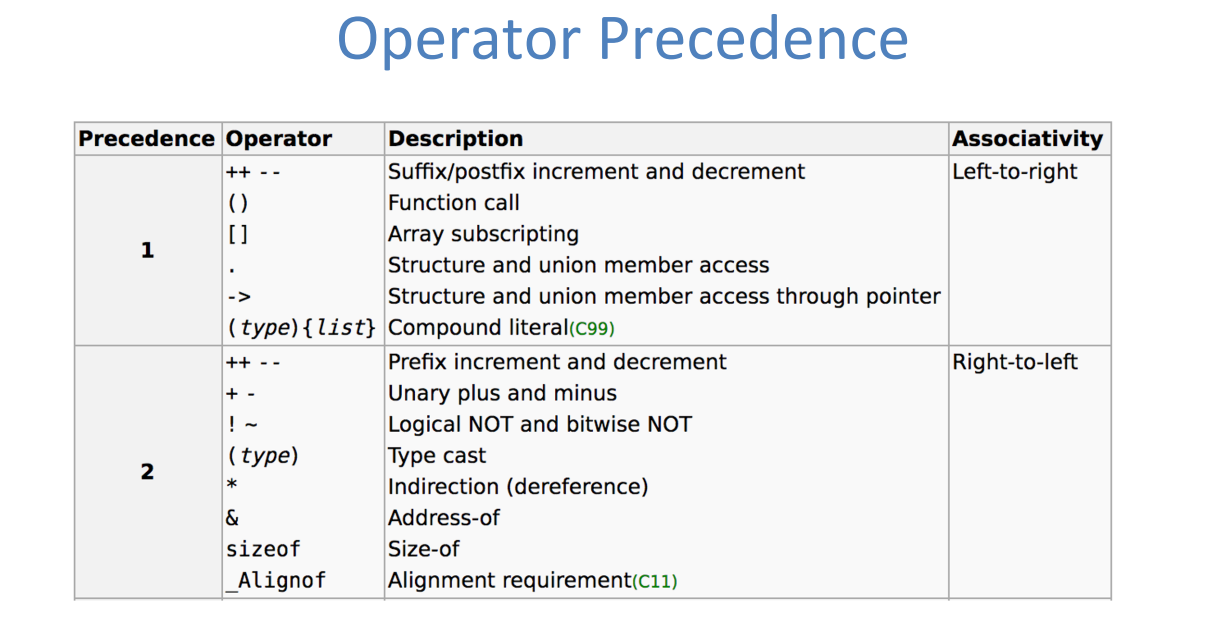 Operator Precedence
Precedence Operator Description Associativity
1
++ -- Suffix/postfix increment and decrement Left-to-right
() Function call
[] Array subscripting
. Structure and union member access
-> Structure and union member access through pointer
(type){list} Compound literal(C99)
2
++ -- Prefix increment and decrement Right-to-left
+ - Unary plus and minus
! ~ Logical NOT and bitwise NOT
(type) Type cast
* Indirection (dereference)
& Address-of
sizeof Size-of
_Alignof Alignment requirement(C11)